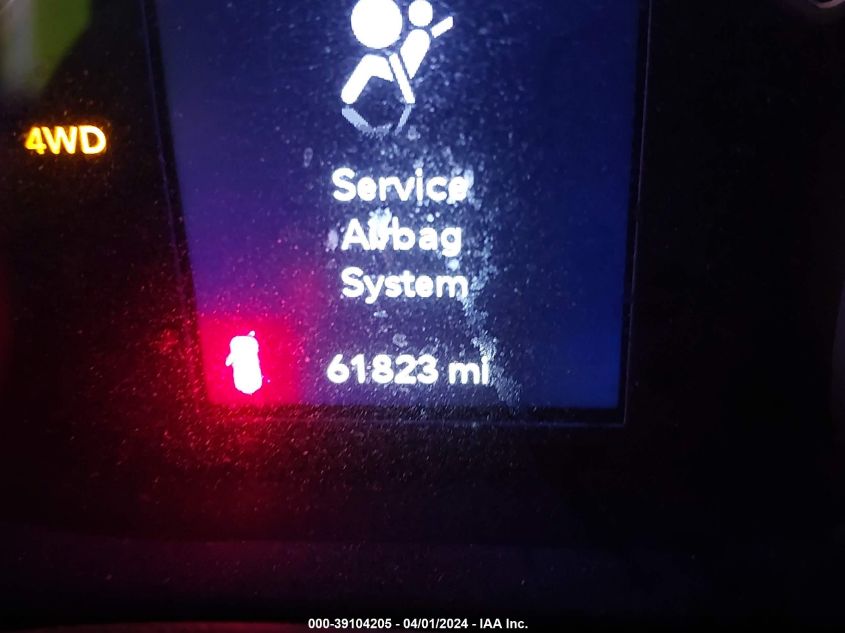 4WD
Service
Airbag
System
61823 mi
000-39104205 - 04/01/2024 - IAA Inc.